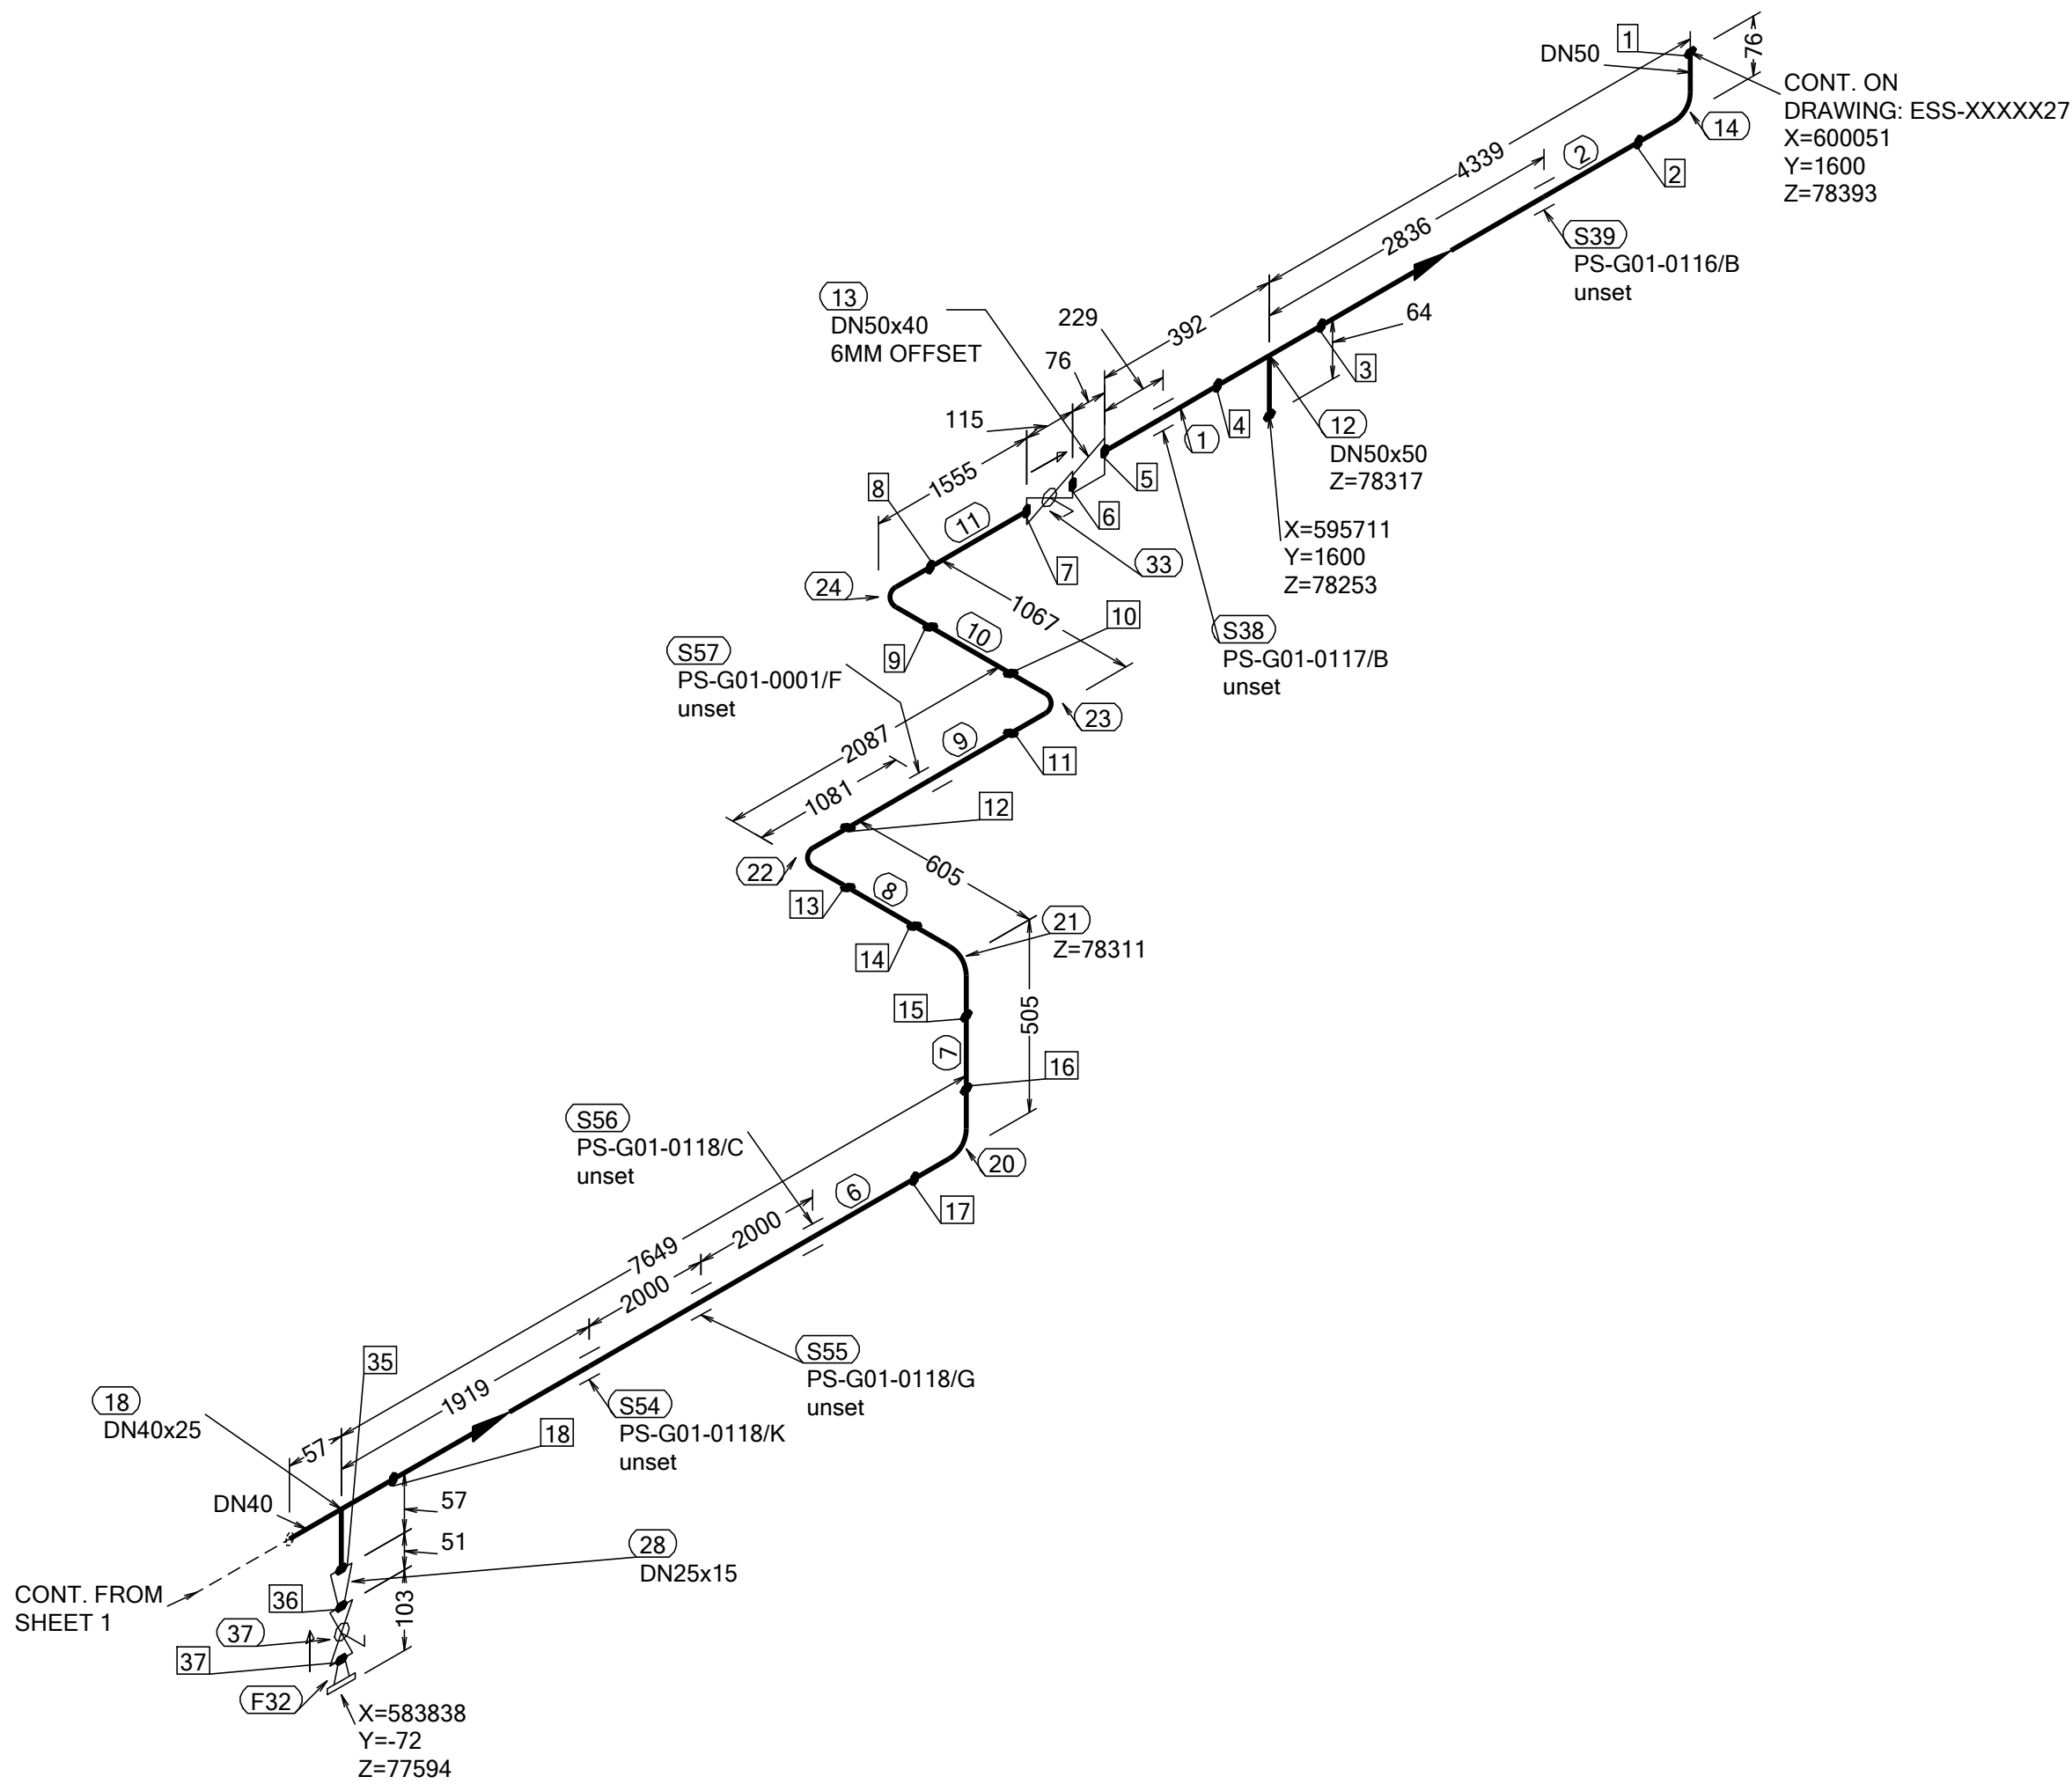 1
DN50
76
CONT. ON
DRAWING: ESS-XXXXX27
X=600051
Y=1600
Z=78393
14
4339
2
2
2836
S39
PS-G01-0116/B
unset
13
DN50x40
6MM OFFSET
229
392
64
76
3
115
4
12
DN50x50
Z=78317
1
1555
8
5
11
6
X=595711
Y=1600
Z=78253
7
33
24
1067
10
10
S38
PS-G01-0117/B
unset
9
S57
PS-G01-0001/F
unset
23
2087
9
11
1081
12
22
605
8
13
21
Z=78311
14
15
505
7
16
S56
PS-G01-0118/C
unset
20
6
17
2000
7649
2000
35
S55
PS-G01-0118/G
unset
1919
18
DN40x25
S54
PS-G01-0118/K
unset
18
57
DN40
57
51
28
DN25x15
CONT. FROM
SHEET 1
36
103
37
37
F32
X=583838
Y=-72
Z=77594